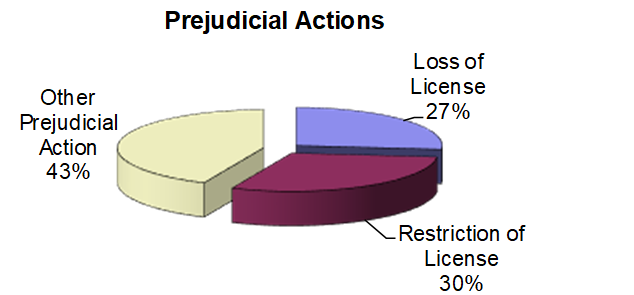 Prejudicial Actions
Loss of
License
27%
Other
Prejudicial
Action
43%
Restriction of
License
30%